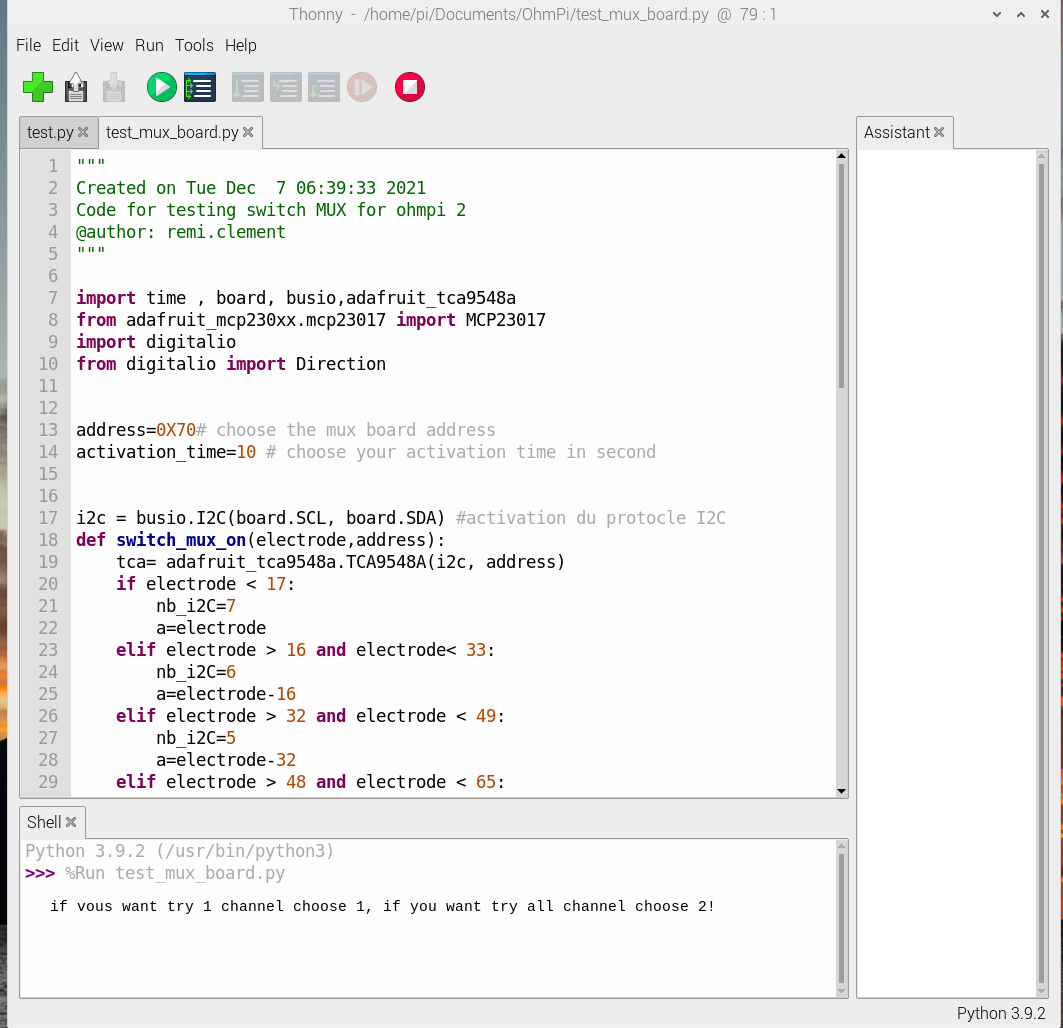 Thonny - /home/pi/Documents/OhmPi/test_mux_board.py @ 79 : 1
File Edit View Run Tools Help
test.py test_mux_board.py
Assistant
1 """
2 Created on Tue Dec  7 06:39:33 2021
3 Code for testing switch MUX for ohmpi 2
4 @author: remi.clement
5 """
6
7 import time , board, busio,adafruit_tca9548a
8 from adafruit_mcp230xx.mcp23017 import MCP23017
9 import digitalio
10 from digitalio import Direction
11
12
13 address=0X70# choose the mux board address
14 activation_time=10 # choose your activation time in second
15
16
17 i2c = busio.I2C(board.SCL, board.SDA) #activation du protocle I2C
18 def switch_mux_on(electrode,address):
19     tca= adafruit_tca9548a.TCA9548A(i2c, address)
20     if electrode < 17:
21         nb_i2C=7
22         a=electrode
23     elif electrode > 16 and electrode< 33:
24         nb_i2C=6
25         a=electrode-16
26     elif electrode > 32 and electrode < 49:
27         nb_i2C=5
28         a=electrode-32
29     elif electrode > 48 and electrode < 65:
Shell
Python 3.9.2 (/usr/bin/python3)
>>> %Run test_mux_board.py
if vous want try 1 channel choose 1, if you want try all channel choose 2!
Python 3.9.2